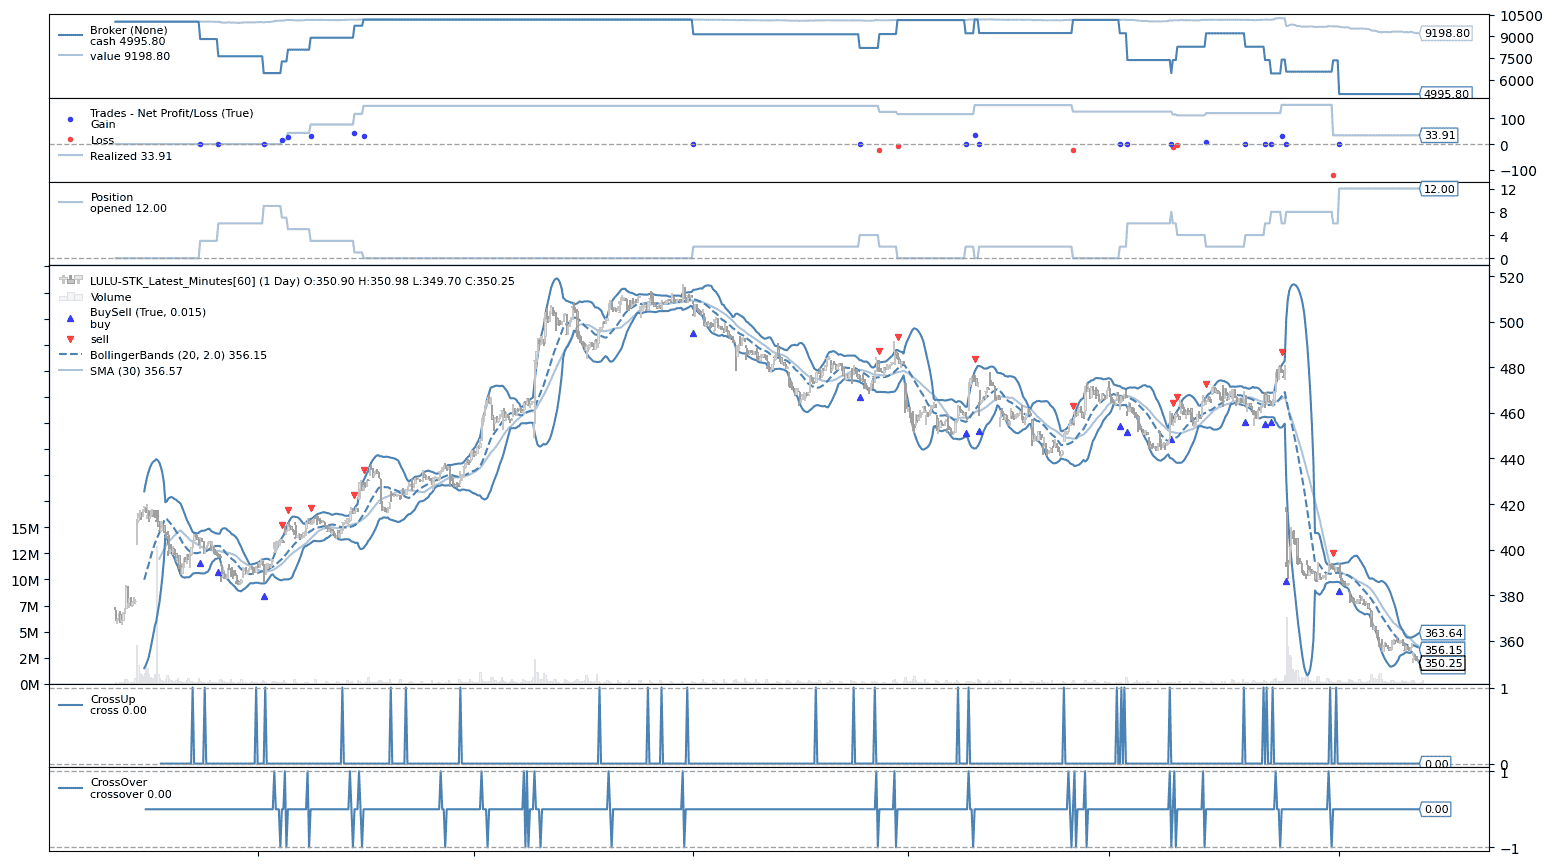 Broker (None)
cash 4995.80
value 9198.80
10500
9000
7500
6000
9198.80
4995.80
Trades - Net Profit/Loss (True)
Gain
Loss
Realized 33.91
100
0
−100
33.91
Position
opened 12.00
12
8
4
0
12.00
LULU-STK_Latest_Minutes[60] (1 Day) O:350.90 H:350.98 L:349.70 C:350.25
Volume
BuySell (True, 0.015)
buy
sell
BollingerBands (20, 2.0) 356.15
SMA (30) 356.57
520
500
480
460
440
420
400
380
360
363.64
356.15
350.25
15M
12M
10M
7M
5M
2M
0M
CrossUp
cross 0.00
1
0
0.00
CrossOver
crossover 0.00
1
0.00
−1